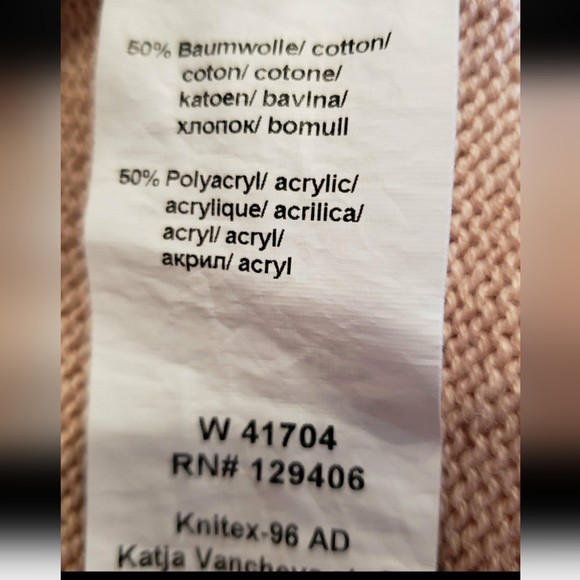 50% Baumwolle/ cotton/
coton/ cotone/
katoen/ bavlna/
хлопок/ bomull
50% Polyacryl/ acrylic/
acrylique/ acrilica/
acryl/ acryl/
акрил/ acryl
W 41704
RN# 129406
Knitex-96 AD
Katja